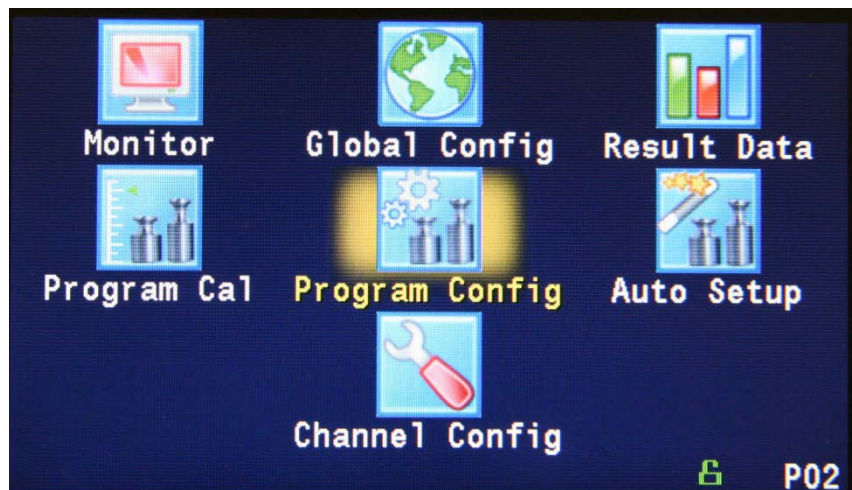 Monitor
Global Config
Result Data
Program Cal
Program Config
Auto Setup
Channel Config
P02